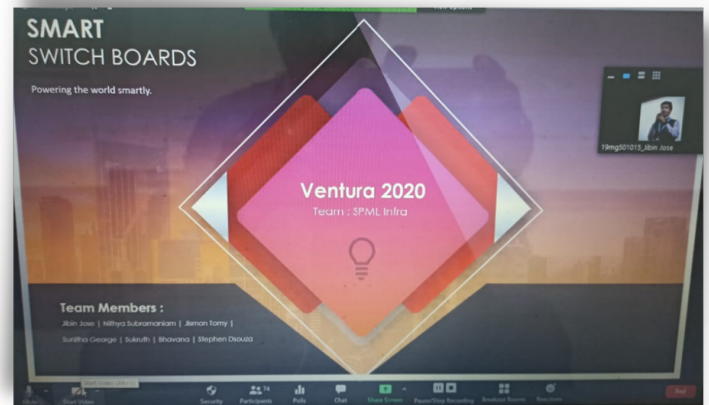 SMART
SWITCH BOARDS
Powering the world smartly.
19mg501015_Jibin Jose
Ventura 2020
Team : SPML Infra
Team Members :
Jibin Jose | Nithya Subramaniam | Jismon Tomy |
Sunitha George | Sukruth | Bhavana | Stephen Dsouza
Start Video
Security
Participants
74
Polls
Chat
Share Screen
Pause/Stop Recording
Breakout Rooms
Reactions
End